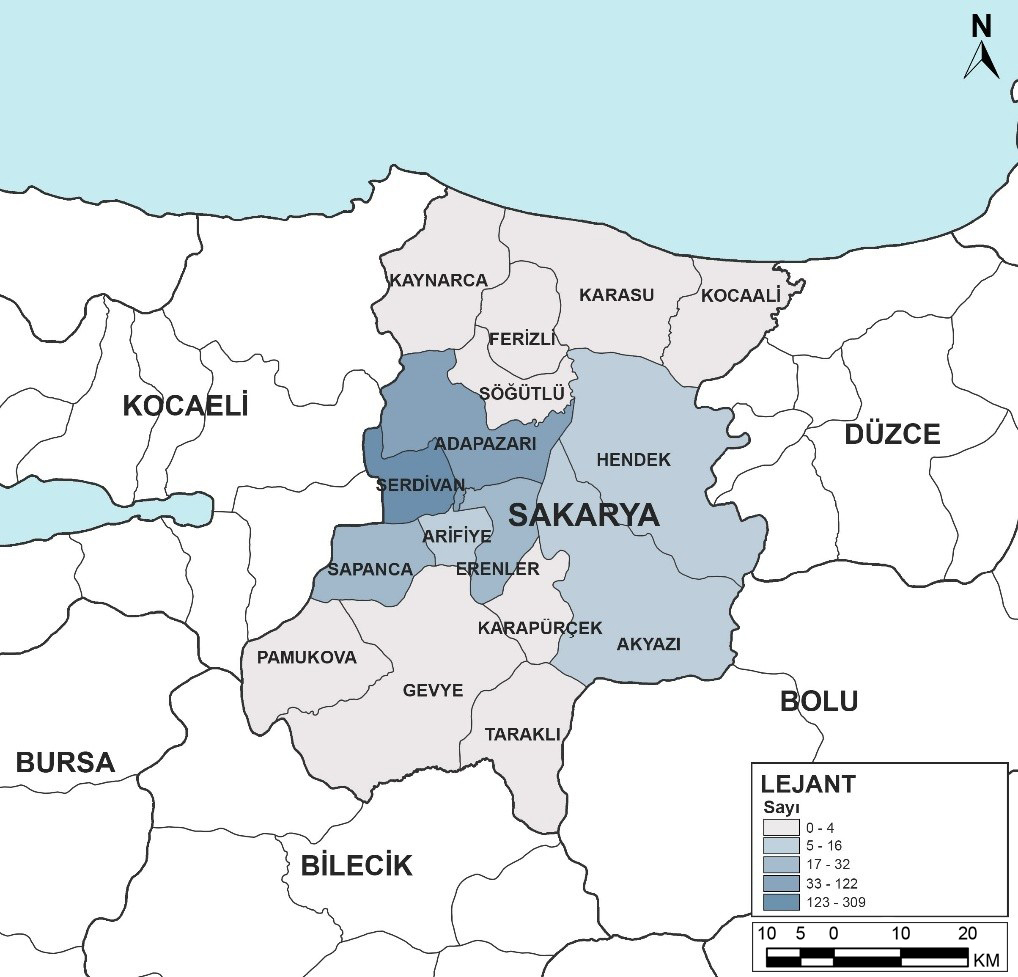 N
KAYNARCA
KARASU
KOCAALİ
FERİZLİ
SÖĞÜTLÜ
KOCAELİ
ADAPAZARI
DÜZCE
HENDEK
SERDİVAN
SAKARYA
ARİFİYE
SAPANCA
ERENLER
KARAPÜRÇEK
AKYAZI
PAMUKOVA
GEVYE
BOLU
TARAKLI
BURSA
BİLECİK
LEJANT
Sayı
0 - 4
5 - 16
17 - 32
33 - 122
123 - 309
10 5 0 10 20
KM